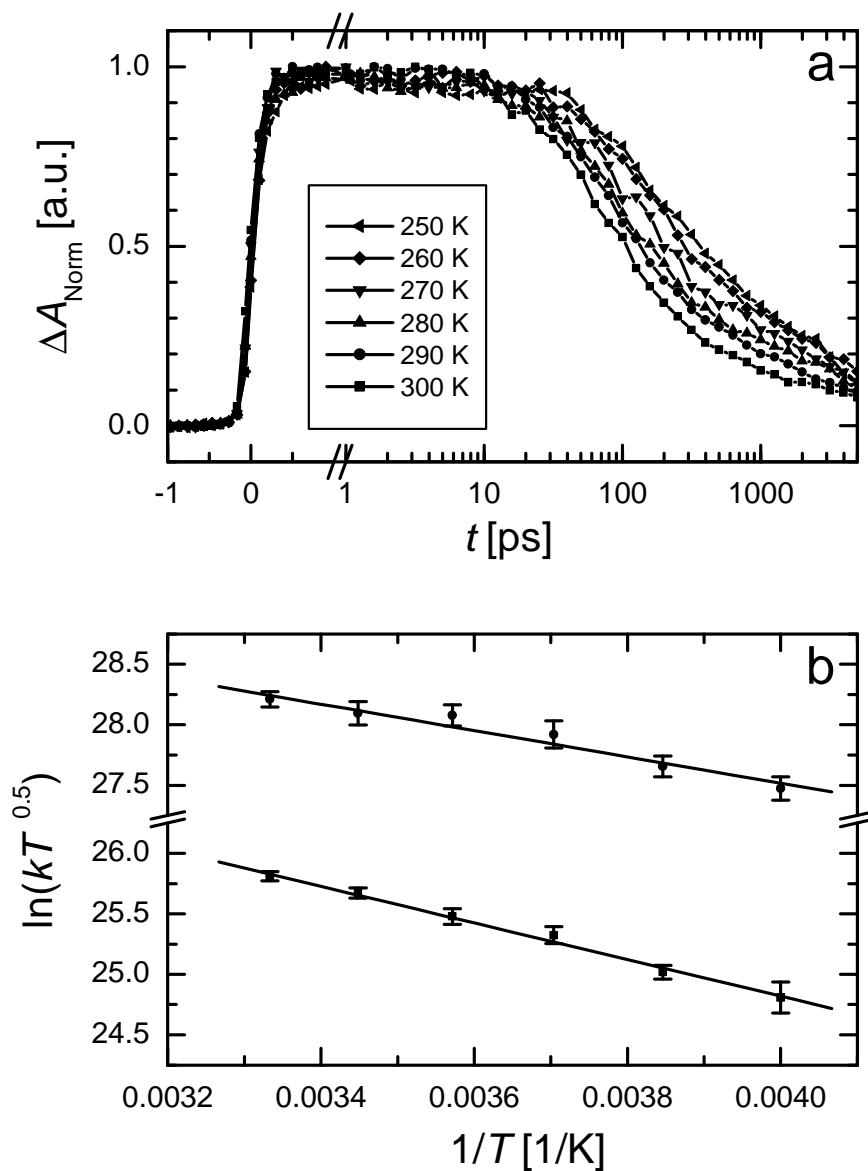 a
1.0
0.5
0.0
ΔA_Norm [a.u.]
250 K
260 K
270 K
280 K
290 K
300 K
-1 0 1 10 100 1000
t [ps]
b
28.5
28.0
27.5
26.0
25.5
25.0
24.5
ln(kT^0.5)
0.0032 0.0034 0.0036 0.0038 0.0040
1/T [1/K]